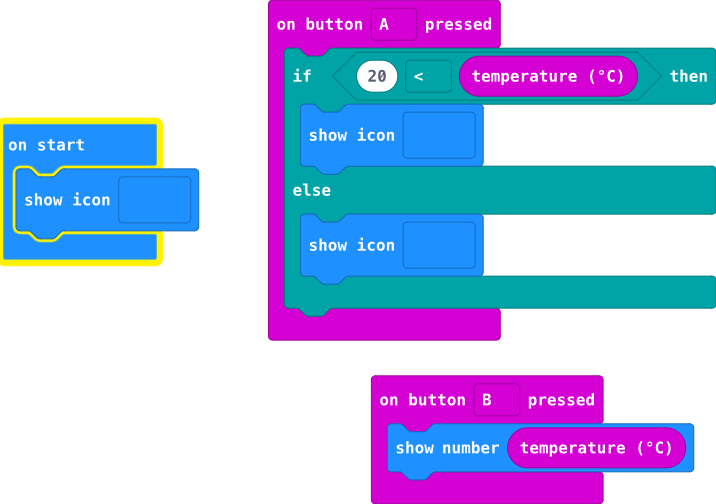 on start
show icon
on button A pressed
if 20 < temperature (°C) then
show icon
else
show icon
on button B pressed
show number temperature (°C)